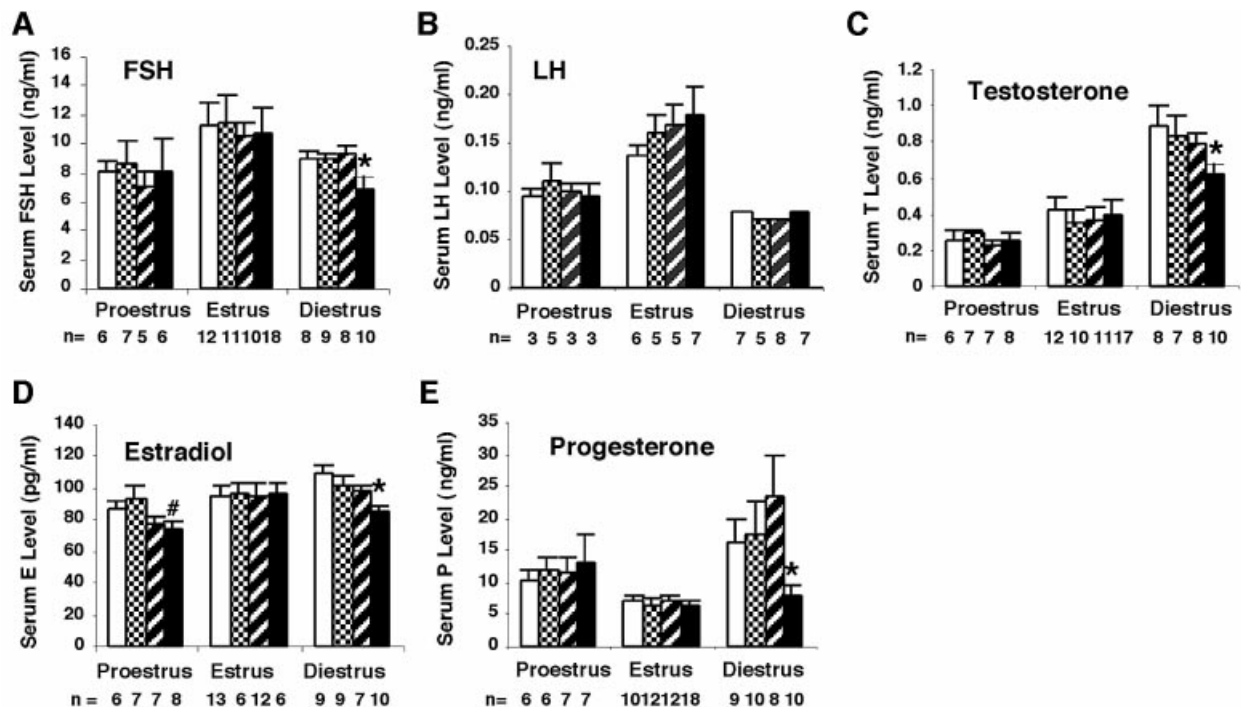 A
FSH
Serum FSH Level (ng/ml)
16
14
12
10
8
6
4
2
0
Proestrus Estrus Diestrus
n= 6 7 5 6 12 11 10 18 8 9 8 10
*
B
LH
Serum LH Level (ng/ml)
0.25
0.20
0.15
0.10
0.05
0
Proestrus Estrus Diestrus
n= 3 5 3 3 6 5 5 7 7 5 8 7
C
Testosterone
Serum T Level (ng/ml)
1.2
1.0
0.8
0.6
0.4
0.2
0
*
Proestrus Estrus Diestrus
n= 6 7 7 8 12 10 11 17 8 7 8 10
D
Estradiol
Serum E Level (pg/ml)
140
120
100
80
60
40
20
0
#
*
Proestrus Estrus Diestrus
n = 6 7 7 8 13 6 12 6 9 9 7 10
E
Progesterone
Serum P Level (ng/ml)
35
30
25
20
15
10
5
0
*
Proestrus Estrus Diestrus
n = 6 6 7 7 10 12 12 18 9 10 8 10